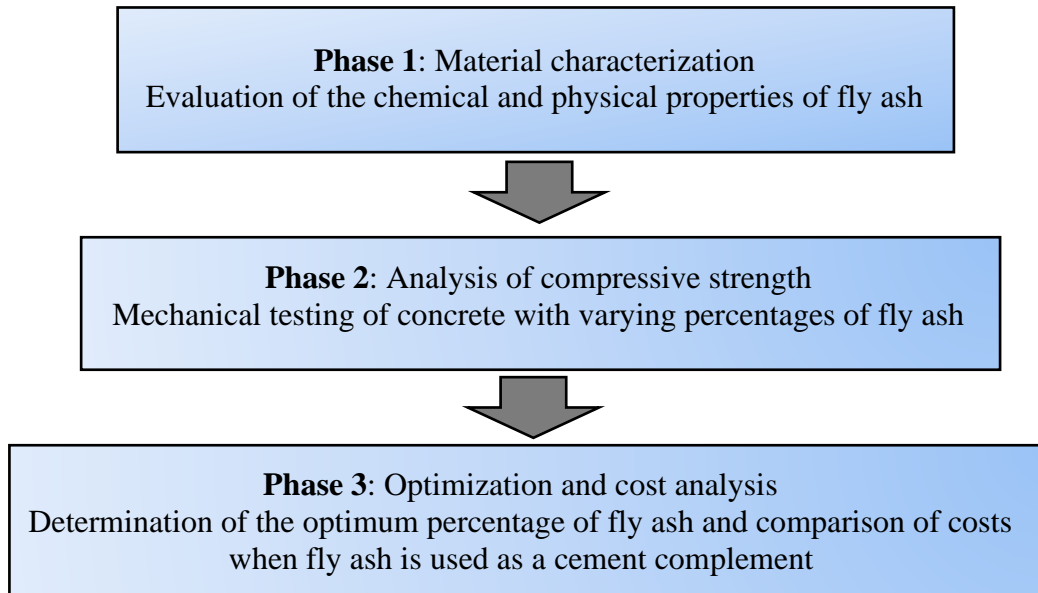 Phase 1: Material characterization
Evaluation of the chemical and physical properties of fly ash
Phase 2: Analysis of compressive strength
Mechanical testing of concrete with varying percentages of fly ash
Phase 3: Optimization and cost analysis
Determination of the optimum percentage of fly ash and comparison of costs
when fly ash is used as a cement complement